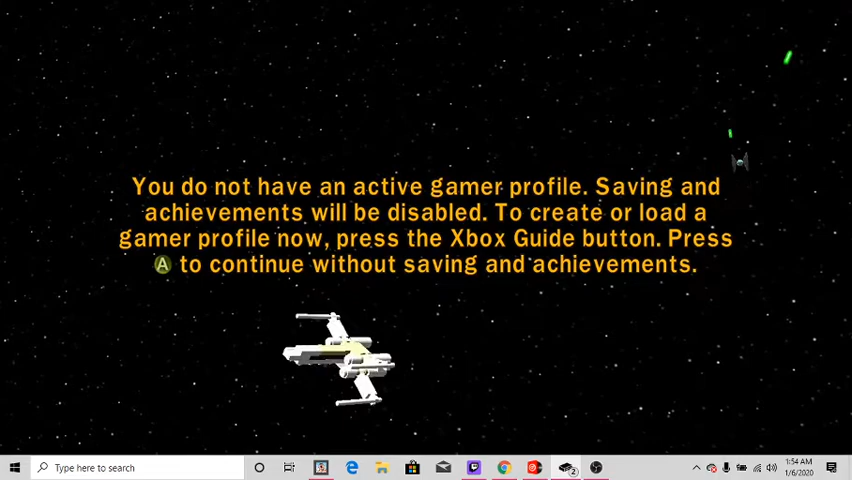 You do not have an active gamer profile. Saving and
achievements will be disabled. To create or load a
gamer profile now, press the Xbox Guide button. Press
A to continue without saving and achievements.
Type here to search
2
1:54 AM
1/6/2020